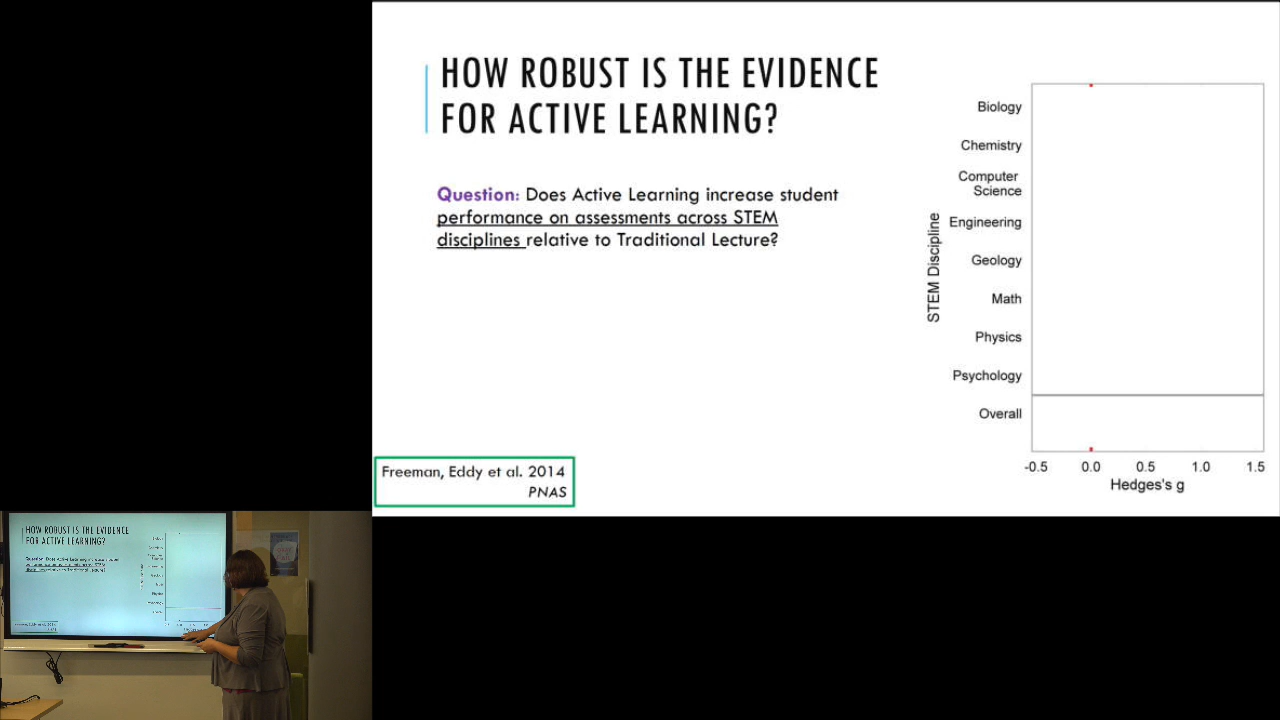 HOW ROBUST IS THE EVIDENCE
FOR ACTIVE LEARNING?
Question: Does Active Learning increase student
performance on assessments across STEM
disciplines relative to Traditional Lecture?
Freeman, Eddy et al. 2014
PNAS
STEM Discipline
Biology
Chemistry
Computer
Science
Engineering
Geology
Math
Physics
Psychology
Overall
-0.5 0.0 0.5 1.0 1.5
Hedges's g
HOW ROBUST IS THE EVIDENCE
FOR ACTIVE LEARNING?